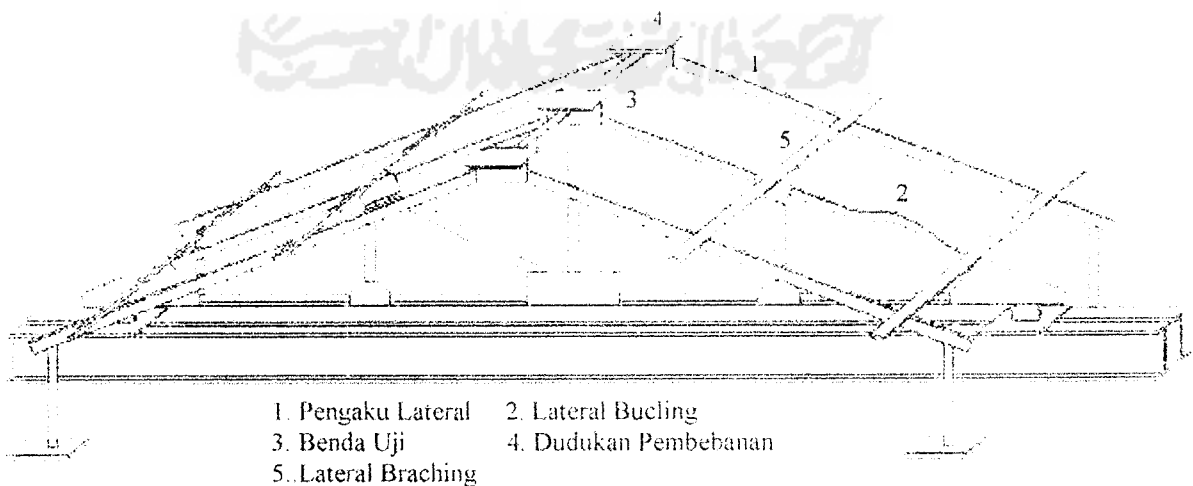 4
1
3
5
2
1. Pengaku Lateral 2. Lateral Bucling
3. Benda Uji 4. Dudukan Pembebanan
5..Lateral Braching